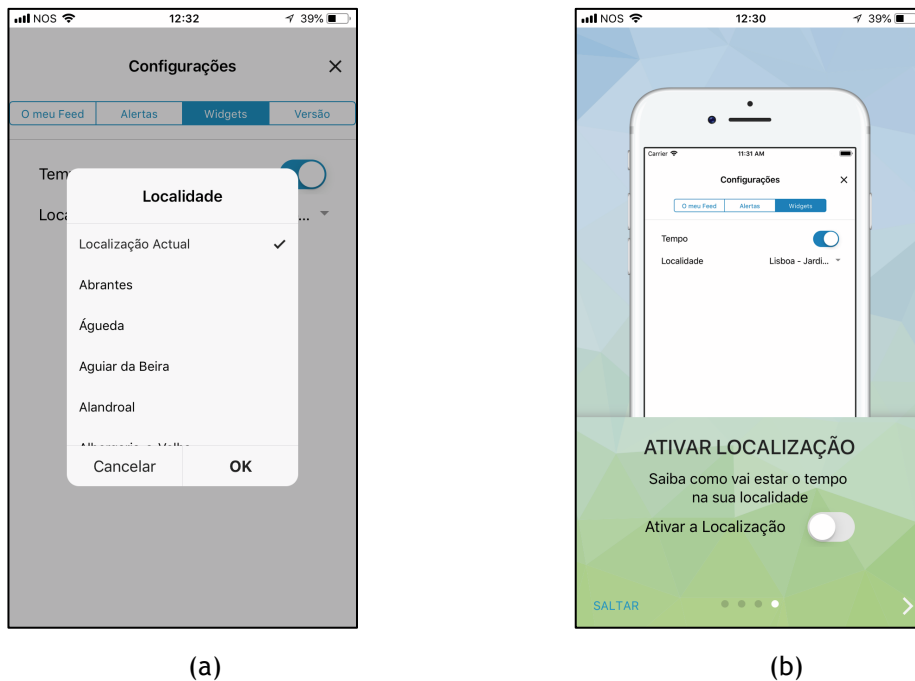 NOS 12:32 39%
Configurações ×
O meu Feed Alertas Widgets Versão
Tem
Localidade
Loca ...
Localização Actual ✓
Abrantes
Águeda
Aguiar da Beira
Alandroal
Cancelar OK
(a)
NOS 12:30 39%
Carrier 11:31 AM
Configurações ×
O meu Feed Alertas Widgets
Tempo
Localidade Lisboa - Jardi...
ATIVAR LOCALIZAÇÃO
Saiba como vai estar o tempo
na sua localidade
Ativar a Localização
SALTAR
(b)